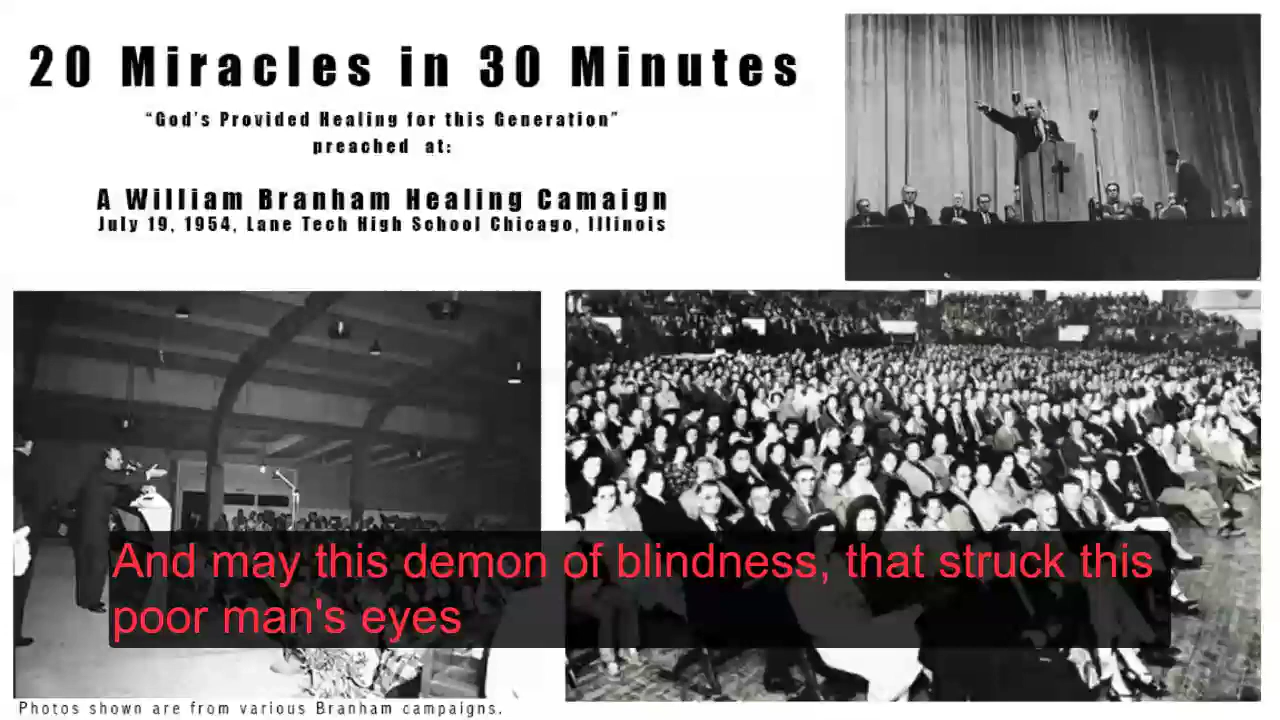 20 Miracles in 30 Minutes
“God's Provided Healing for this Generation”
preached at:
A William Branham Healing Camaign
July 19, 1954, Lane Tech High School Chicago, Illinois
And may this demon of blindness, that struck this
poor man's eyes
Photos shown are from various Branham campaigns.